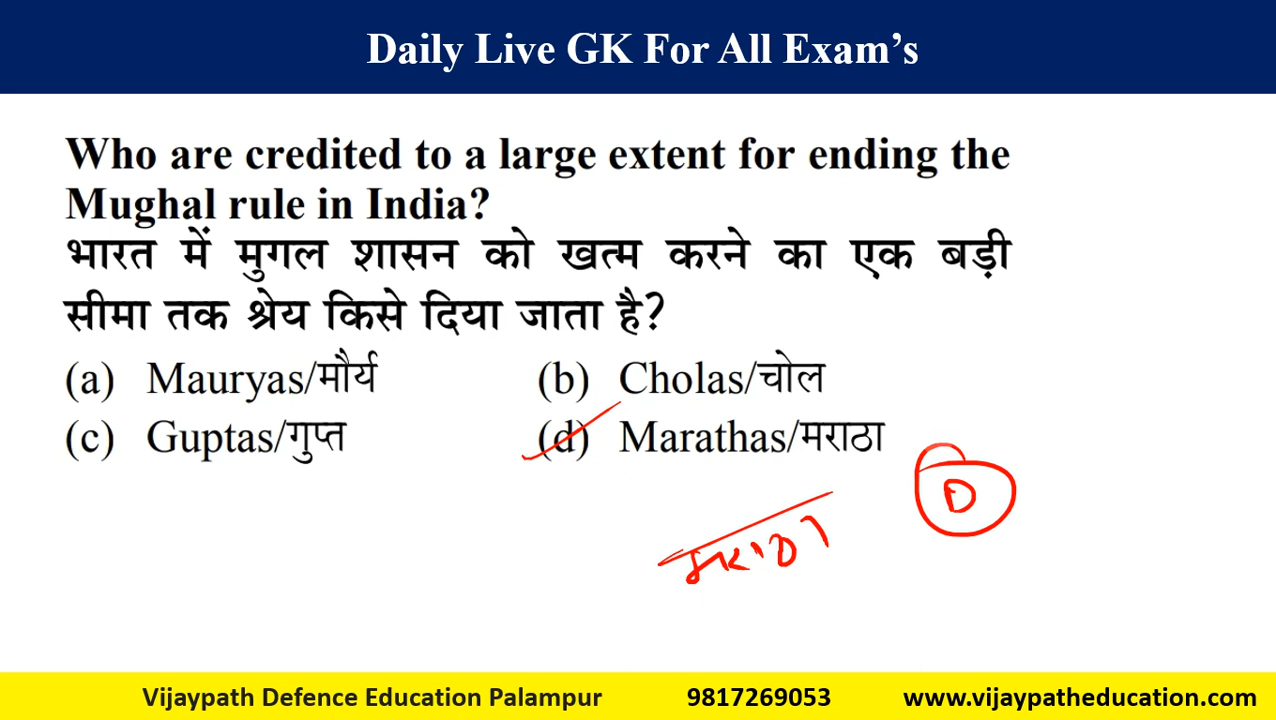 Daily Live GK For All Exam’s
Who are credited to a large extent for ending the
Mughal rule in India?
भारत में मुगल शासन को खत्म करने का एक बड़ी
सीमा तक श्रेय किसे दिया जाता है?
(a) Mauryas/मौर्य (b) Cholas/चोल
(c) Guptas/गुप्त (d) Marathas/मराठा
D
मराठा
Vijaypath Defence Education Palampur 9817269053 www.vijaypatheducation.com